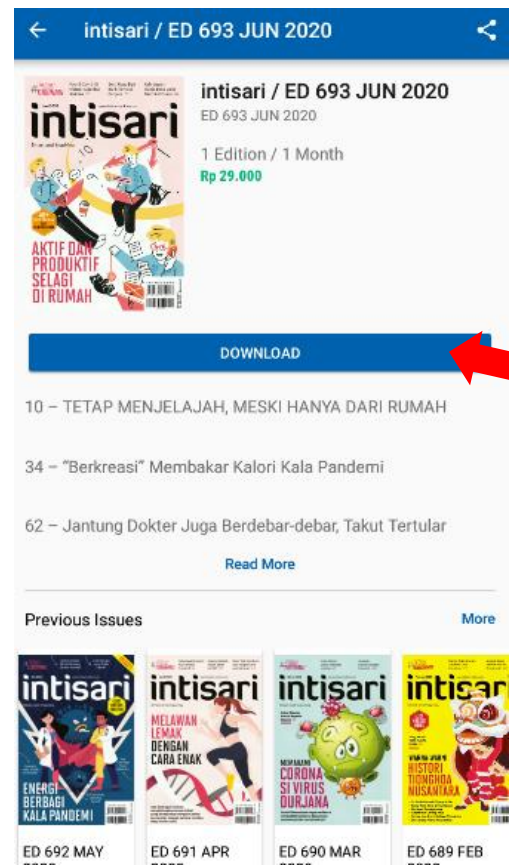 intisari / ED 693 JUN 2020
intisari
AKTIF DAN
PRODUKTIF
SELAGI
DI RUMAH
intisari / ED 693 JUN 2020
ED 693 JUN 2020
1 Edition / 1 Month
Rp 29.000
DOWNLOAD
10 – TETAP MENJELAJAH, MESKI HANYA DARI RUMAH
34 – “Berkreasi” Membakar Kalori Kala Pandemi
62 – Jantung Dokter Juga Berdebar-debar, Takut Tertular
Read More
Previous Issues
More
intisari
ENERGI
BERBAGI
KALA PANDEMI
intisari
MELAWAN
LEMAK
DENGAN
CARA ENAK
intisari
CORONA
SI VIRUS
DURJANA
intisari
HISTORI
TIONGHOA
NUSANTARA
ED 692 MAY
ED 691 APR
ED 690 MAR
ED 689 FEB